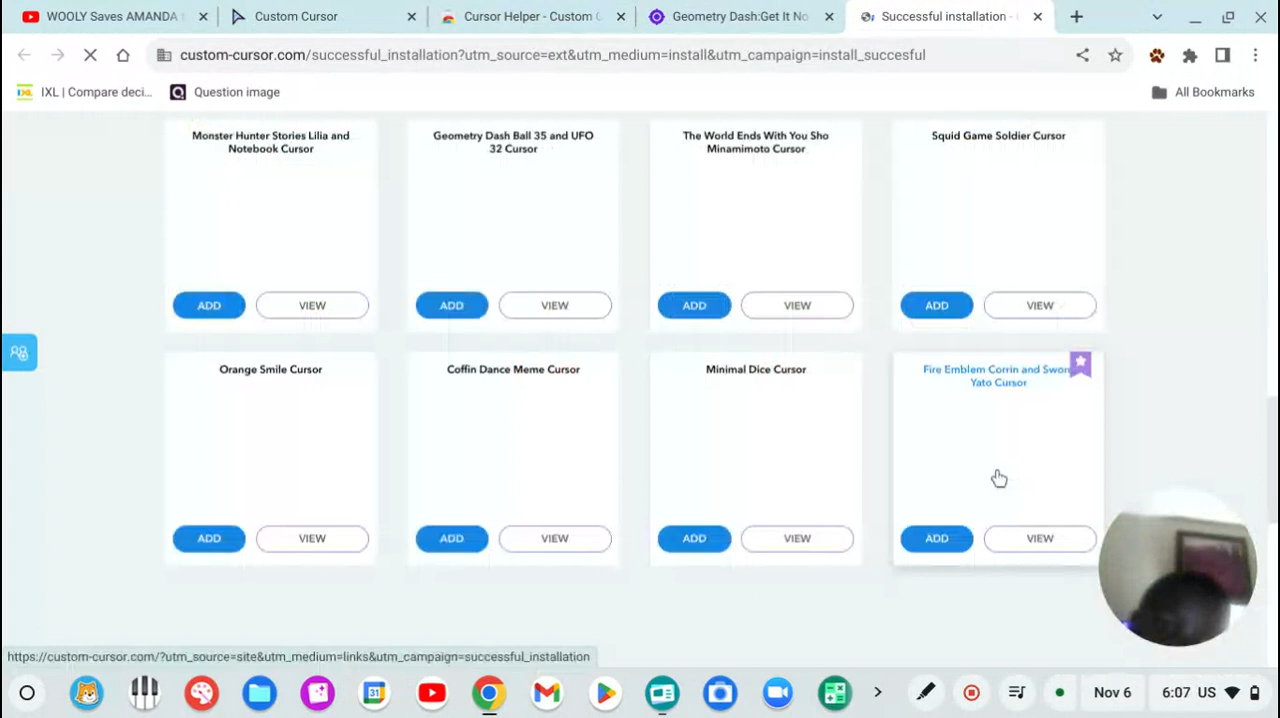 WOOLY Saves AMANDA
Custom Cursor
Cursor Helper - Custom C
Geometry Dash:Get It No
Successful installation -
custom-cursor.com/successful_installation?utm_source=ext&utm_medium=install&utm_campaign=install_succesful
IXL | Compare deci...
Question image
All Bookmarks
Monster Hunter Stories Lilia and
Notebook Cursor
Geometry Dash Ball 35 and UFO
32 Cursor
The World Ends With You Sho
Minamimoto Cursor
Squid Game Soldier Cursor
ADD VIEW
ADD VIEW
ADD VIEW
ADD VIEW
Orange Smile Cursor
Coffin Dance Meme Cursor
Minimal Dice Cursor
Fire Emblem Corrin and Sword
Yato Cursor
ADD VIEW
ADD VIEW
ADD VIEW
ADD VIEW
https://custom-cursor.com/?utm_source=site&utm_medium=links&utm_campaign=successful_installation
Nov 6
6:07 US